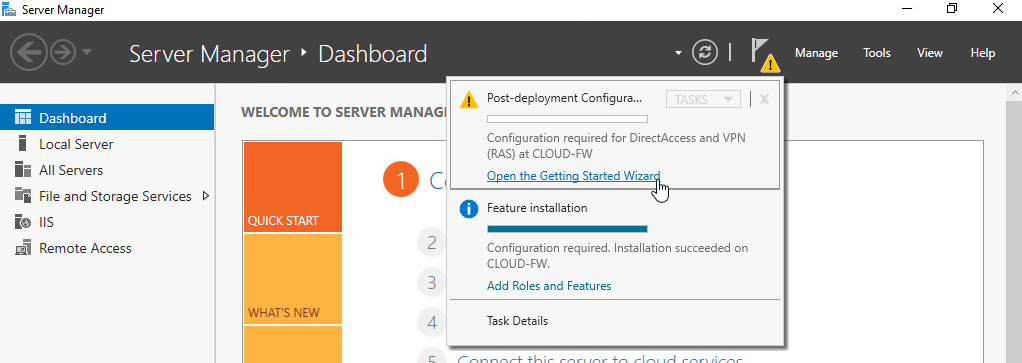 Server Manager
Server Manager • Dashboard
Manage Tools View Help
Dashboard
Local Server
All Servers
File and Storage Services
IIS
Remote Access
WELCOME TO SERVER MANAG
QUICK START
WHAT'S NEW
1
2
3
4
5 Connect this server to cloud services
Post-deployment Configura...
TASKS
X
Configuration required for DirectAccess and VPN
(RAS) at CLOUD-FW
Open the Getting Started Wizard
Feature installation
Configuration required. Installation succeeded on
CLOUD-FW.
Add Roles and Features
Task Details